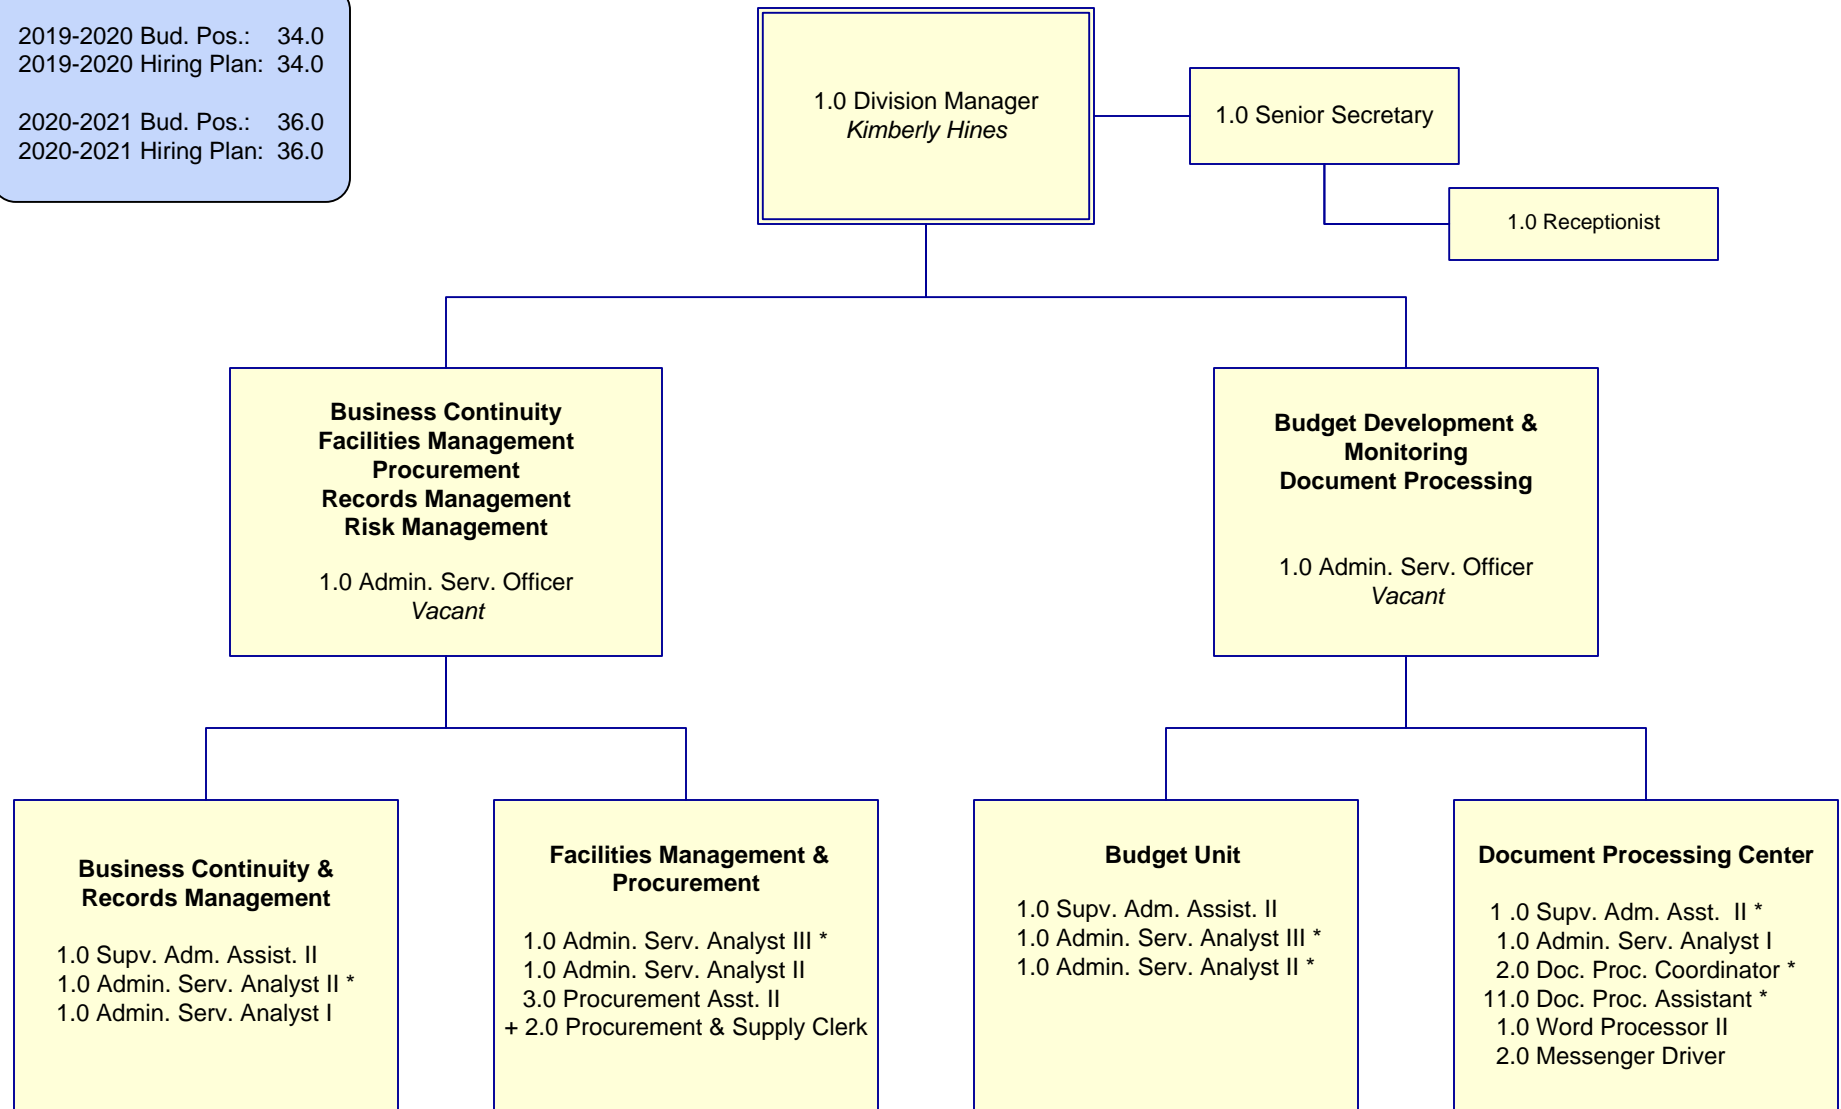 2019-2020 Bud. Pos.: 34.0
2019-2020 Hiring Plan: 34.0
2020-2021 Bud. Pos.: 36.0
2020-2021 Hiring Plan: 36.0
1.0 Division Manager
Kimberly Hines
1.0 Senior Secretary
1.0 Receptionist
Business Continuity
Facilities Management
Procurement
Records Management
Risk Management
1.0 Admin. Serv. Officer
Vacant
Budget Development &
Monitoring
Document Processing
1.0 Admin. Serv. Officer
Vacant
Business Continuity &
Records Management
1.0 Supv. Adm. Assist. II
1.0 Admin. Serv. Analyst II *
1.0 Admin. Serv. Analyst I
Facilities Management &
Procurement
1.0 Admin. Serv. Analyst III *
1.0 Admin. Serv. Analyst II
3.0 Procurement Asst. II
+ 2.0 Procurement & Supply Clerk
Budget Unit
1.0 Supv. Adm. Assist. II
1.0 Admin. Serv. Analyst III *
1.0 Admin. Serv. Analyst II *
Document Processing Center
1 .0 Supv. Adm. Asst.  II *
1.0 Admin. Serv. Analyst I
2.0 Doc. Proc. Coordinator *
11.0 Doc. Proc. Assistant *
1.0 Word Processor II
2.0 Messenger Driver